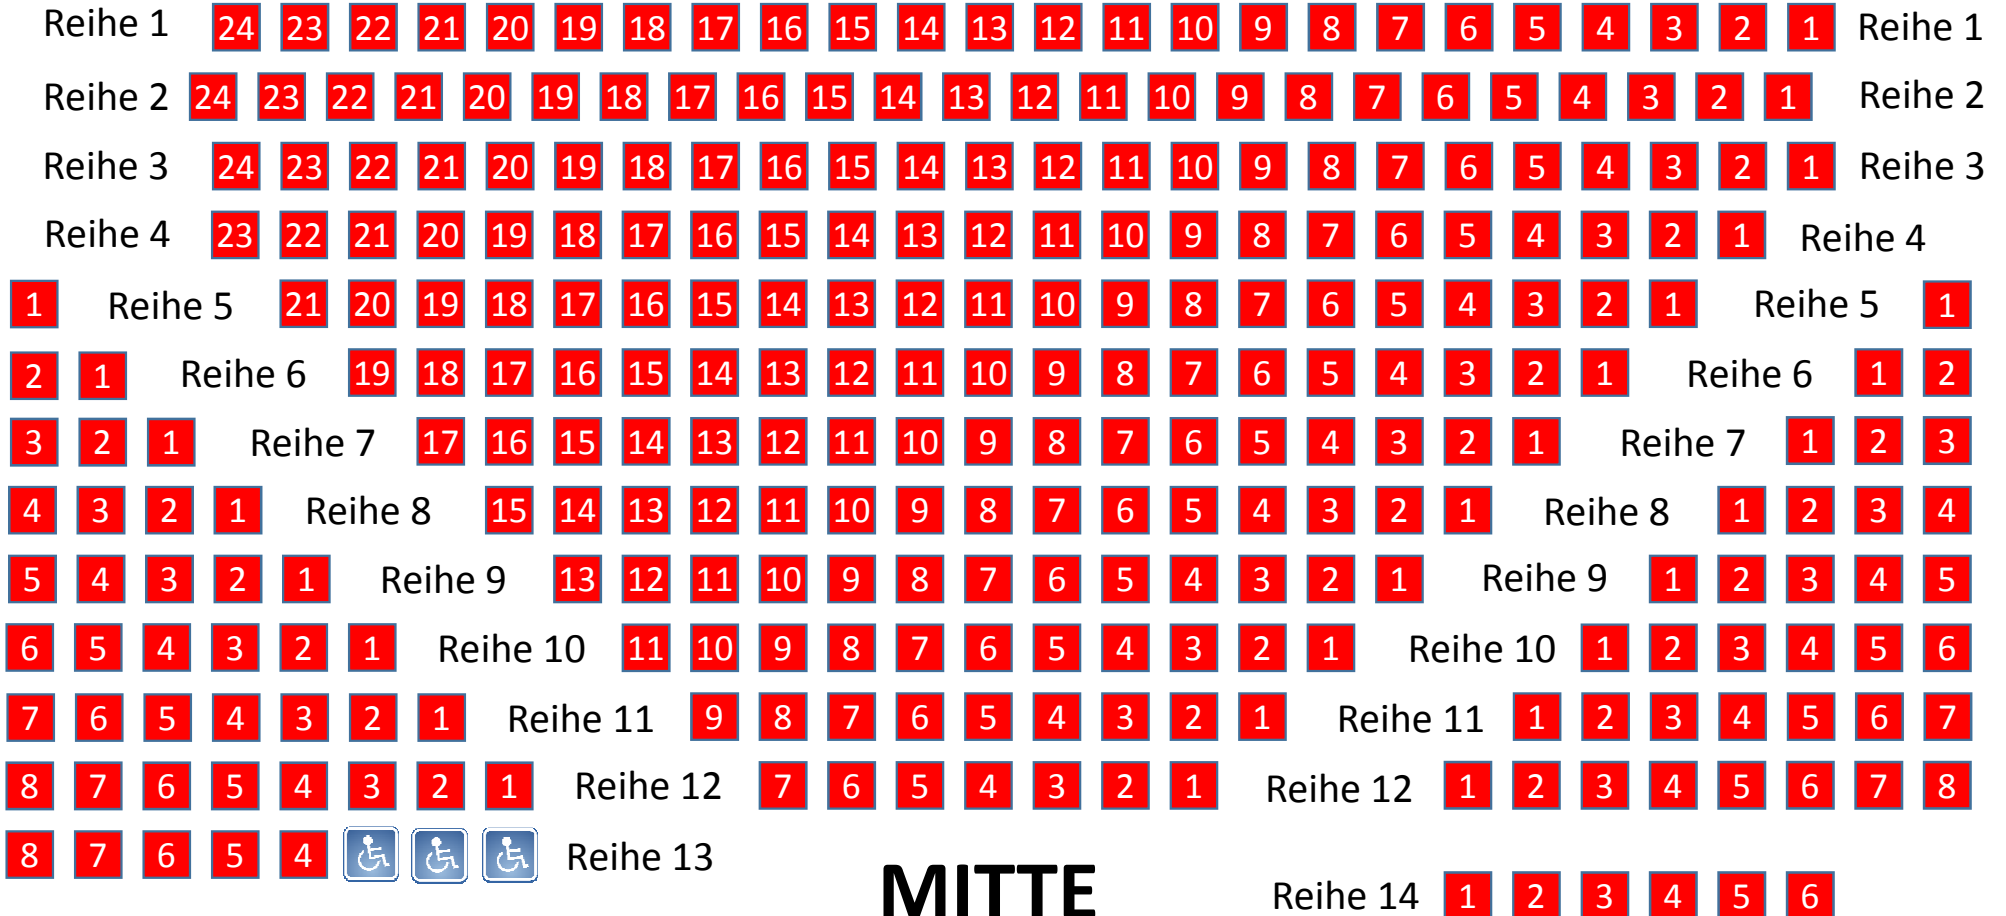 Reihe 1 24 23 22 21 20 19 18 17 16 15 14 13 12 11 10 9 8 7 6 5 4 3 2 1 Reihe 1
Reihe 2 24 23 22 21 20 19 18 17 16 15 14 13 12 11 10 9 8 7 6 5 4 3 2 1 Reihe 2
Reihe 3 24 23 22 21 20 19 18 17 16 15 14 13 12 11 10 9 8 7 6 5 4 3 2 1 Reihe 3
Reihe 4 23 22 21 20 19 18 17 16 15 14 13 12 11 10 9 8 7 6 5 4 3 2 1 Reihe 4
1 Reihe 5 21 20 19 18 17 16 15 14 13 12 11 10 9 8 7 6 5 4 3 2 1 Reihe 5 1
2 1 Reihe 6 19 18 17 16 15 14 13 12 11 10 9 8 7 6 5 4 3 2 1 Reihe 6 1 2
3 2 1 Reihe 7 17 16 15 14 13 12 11 10 9 8 7 6 5 4 3 2 1 Reihe 7 1 2 3
4 3 2 1 Reihe 8 15 14 13 12 11 10 9 8 7 6 5 4 3 2 1 Reihe 8 1 2 3 4
5 4 3 2 1 Reihe 9 13 12 11 10 9 8 7 6 5 4 3 2 1 Reihe 9 1 2 3 4 5
6 5 4 3 2 1 Reihe 10 11 10 9 8 7 6 5 4 3 2 1 Reihe 10 1 2 3 4 5 6
7 6 5 4 3 2 1 Reihe 11 9 8 7 6 5 4 3 2 1 Reihe 11 1 2 3 4 5 6 7
8 7 6 5 4 3 2 1 Reihe 12 7 6 5 4 3 2 1 Reihe 12 1 2 3 4 5 6 7 8
8 7 6 5 4 Reihe 13
MITTE
Reihe 14 1 2 3 4 5 6